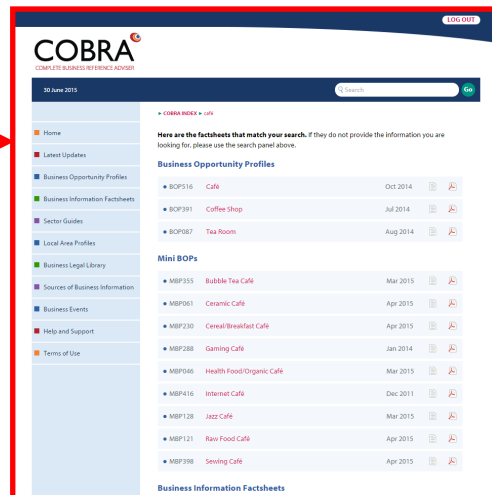 LOG OUT
COBRA
COMPLETE BUSINESS REFERENCE ADVISER
30 June 2015
Search
Go
COBRA INDEX ► café
Home
Latest Updates
Business Opportunity Profiles
Business Information Factsheets
Sector Guides
Local Area Profiles
Business Legal Library
Sources of Business Information
Business Events
Help and Support
Terms of Use
Here are the factsheets that match your search. If they do not provide the information you are
looking for, please use the search panel above.
Business Opportunity Profiles
BOP516 Café Oct 2014
BOP391 Coffee Shop Jul 2014
BOP087 Tea Room Aug 2014
Mini BOPs
MBP355 Bubble Tea Café Mar 2015
MBP061 Ceramic Café Apr 2015
MBP230 Cereal/Breakfast Café Apr 2015
MBP288 Gaming Café Jan 2014
MBP046 Health Food/Organic Café Mar 2015
MBP416 Internet Café Dec 2011
MBP128 Jazz Café Mar 2015
MBP121 Raw Food Café Apr 2015
MBP398 Sewing Café Apr 2015
Business Information Factsheets